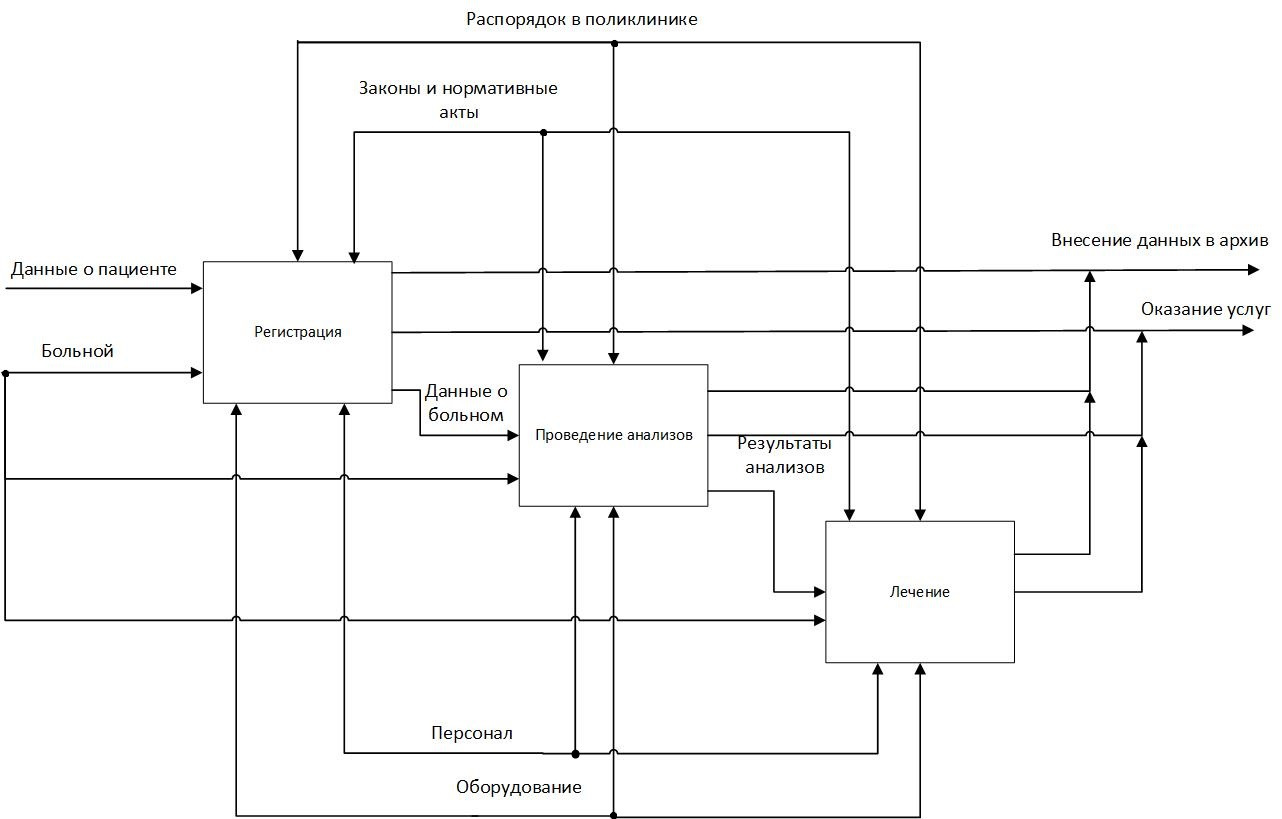 Распорядок в поликлинике
Законы и нормативные
акты
Внесение данных в архив
Данные о пациенте
Оказание услуг
Регистрация
Больной
Данные о
больном
Проведение анализов
Результаты
анализов
Лечение
Персонал
Оборудование